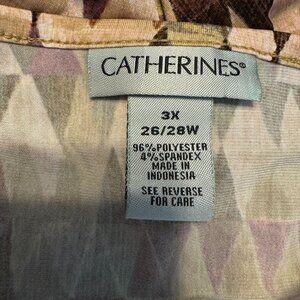 CATHERINES®
3X
26/28W
96%POLYESTER
4%SPANDEX
MADE IN
INDONESIA
SEE REVERSE
FOR CARE